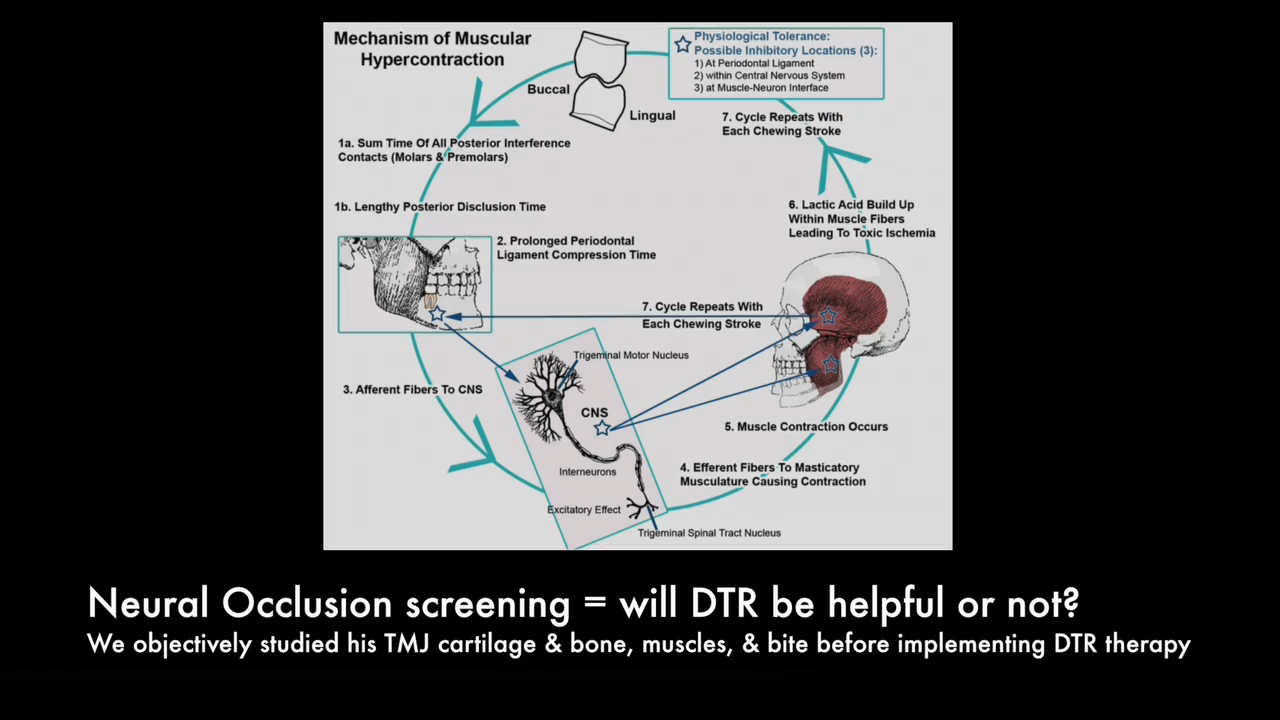 Mechanism of Muscular
Hypercontraction
Buccal
Lingual
Physiological Tolerance:
Possible Inhibitory Locations (3):
1) At Periodontal Ligament
2) within Central Nervous System
3) at Muscle-Neuron Interface
7. Cycle Repeats With
Each Chewing Stroke
1a. Sum Time Of All Posterior Interference
Contacts (Molars & Premolars)
1b. Lengthy Posterior Disclusion Time
6. Lactic Acid Build Up
Within Muscle Fibers
Leading To Toxic Ischemia
2. Prolonged Periodontal
Ligament Compression Time
7. Cycle Repeats With
Each Chewing Stroke
Trigeminal Motor Nucleus
3. Afferent Fibers To CNS
CNS
5. Muscle Contraction Occurs
Interneurons
4. Efferent Fibers To Masticatory
Musculature Causing Contraction
Excitatory Effect
Trigeminal Spinal Tract Nucleus
Neural Occlusion screening = will DTR be helpful or not?
We objectively studied his TMJ cartilage & bone, muscles, & bite before implementing DTR therapy